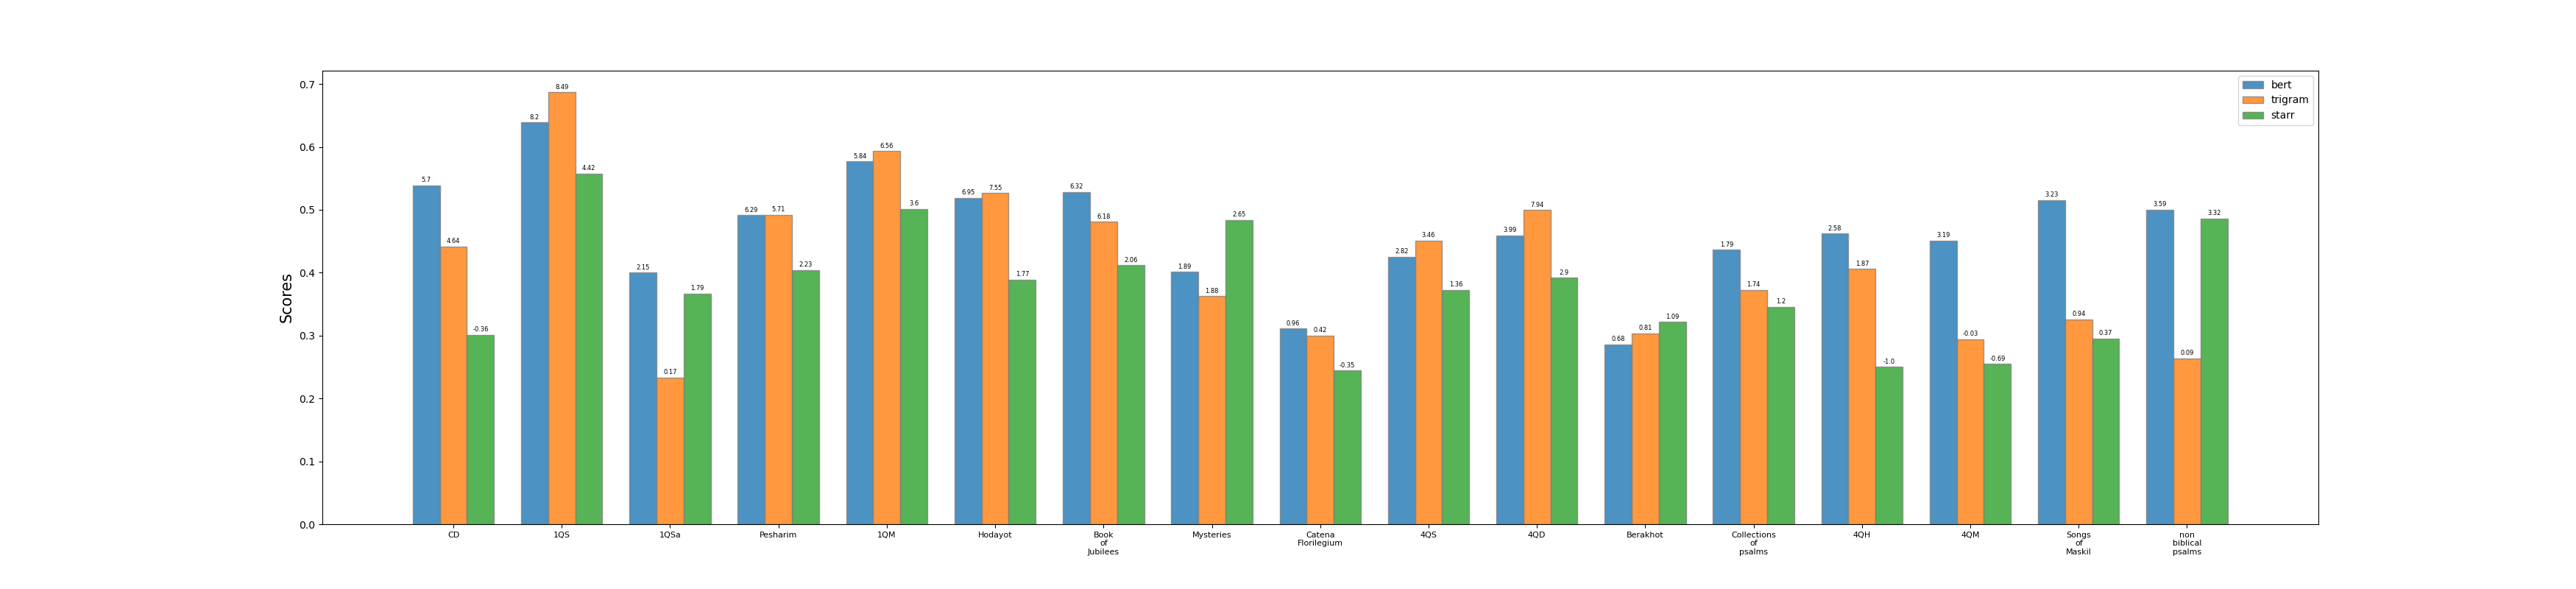 Scores
0.7
0.6
0.5
0.4
0.3
0.2
0.1
0.0
bert
trigram
starr
5.7
4.64
-0.36
8.2
8.49
4.42
2.15
0.17
1.79
6.29
5.71
2.23
5.84
6.56
3.6
6.95
7.55
1.77
6.32
6.18
2.06
1.89
1.88
2.65
0.96
0.42
-0.35
2.82
3.46
1.36
3.99
7.94
2.9
0.68
0.81
1.09
1.79
1.74
1.2
2.58
1.87
-1.0
3.19
-0.03
-0.69
3.23
0.94
0.37
3.59
0.09
3.32
CD
1QS
1QSa
Pesharim
1QM
Hodayot
Book
of
Jubilees
Mysteries
Catena
Florilegium
4QS
4QD
Berakhot
Collections
of
psalms
4QH
4QM
Songs
of
Maskil
non
biblical
psalms